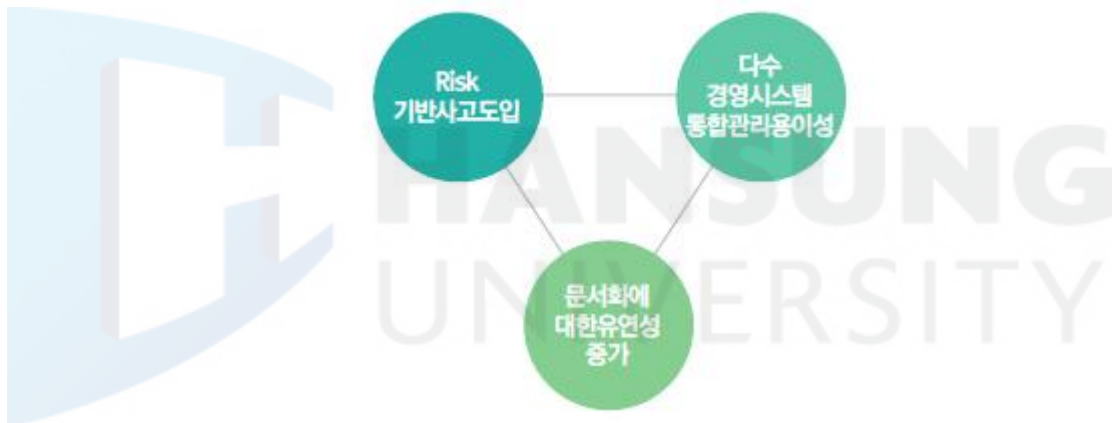 Risk
기반사고도입
다수
경영시스템
통합관리용이성
문서화에
대한유연성
증가
HANSUNG
UNIVERSITY